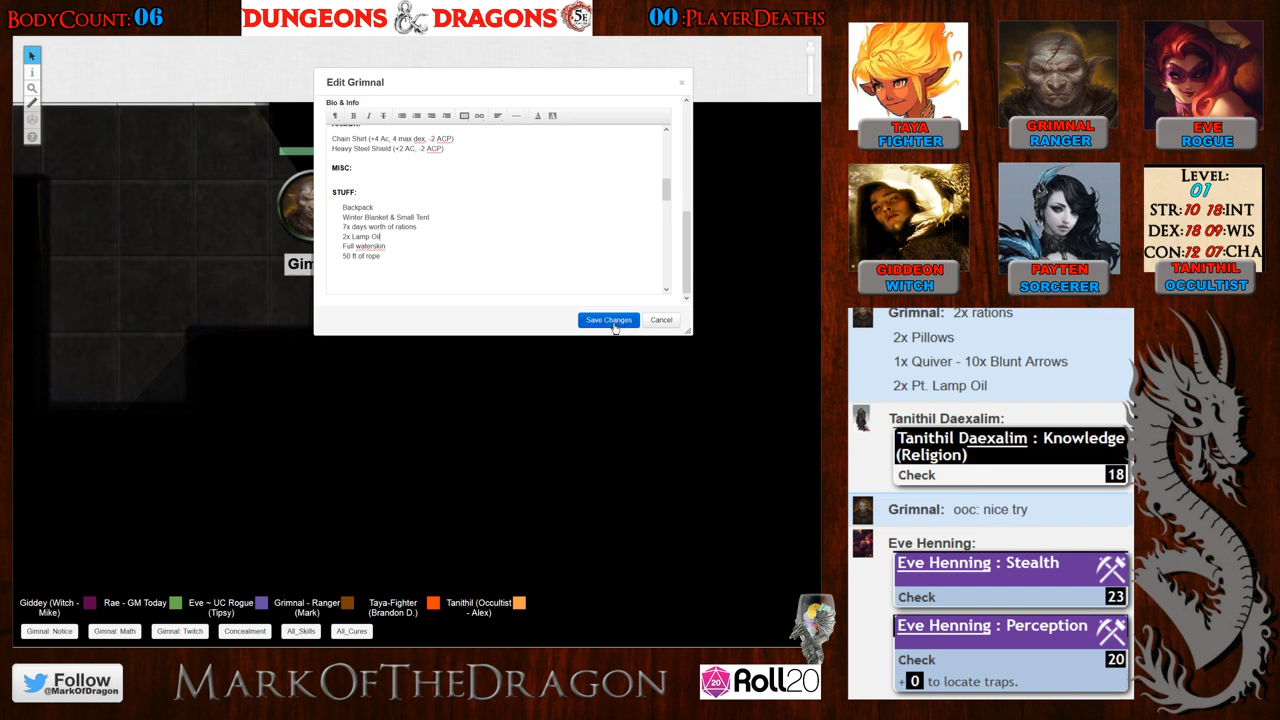 BodyCount: 06
DUNGEONS & DRAGONS 5E
00 :PlayerDeaths
Edit Grimnal
Bio & Info
Chain Shirt (+4 Ac, 4 max dex, -2 ACP)
Heavy Steel Shield (+2 AC, -2 ACP)
MISC:
STUFF:
Backpack
Winter Blanket & Small Tent
7x days worth of rations
2x Lamp Oil
Full waterskin
50 ft of rope
Save Changes
Cancel
Gim
TAYA
FIGHTER
GRIMNAL
RANGER
EVE
ROGUE
GIDDEON
WITCH
PAYTEN
SORCERER
LEVEL:
01
STR:10 18:INT
DEX:18 09:WIS
CON:12 07:CHA
TANITHIL
OCCULTIST
Grimnal: 2x rations
2x Pillows
1x Quiver - 10x Blunt Arrows
2x Pt. Lamp Oil
Tanithil Daexalim:
Tanithil Daexalim : Knowledge
(Religion)
Check 18
Grimnal: ooc: nice try
Eve Henning:
Eve Henning : Stealth
Check 23
Eve Henning : Perception
Check 20
+ 0 to locate traps.
Giddey (Witch -
Mike)
Rae - GM Today
Eve ~ UC Rogue
(Tipsy)
Grimnal - Ranger
(Mark)
Taya-Fighter
(Brandon D.)
Tanithil (Occultist
- Alex)
Gimnal: Notice
Gimnal: Math
Gimnal: Twitch
Concealment
All_Skills
All_Cures
Follow
@MarkOfDragon
MarkOfTheDragon
20
Roll20